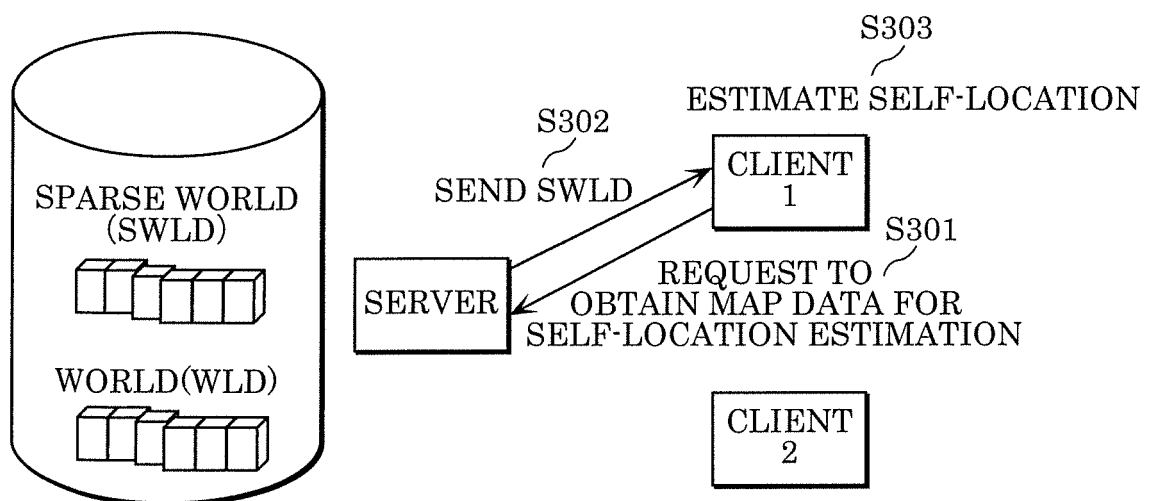 S303
ESTIMATE SELF-LOCATION
S302
SEND SWLD
CLIENT
1
SPARSE WORLD
(SWLD)
S301
REQUEST TO
OBTAIN MAP DATA FOR
SELF-LOCATION ESTIMATION
SERVER
WORLD(WLD)
CLIENT
2